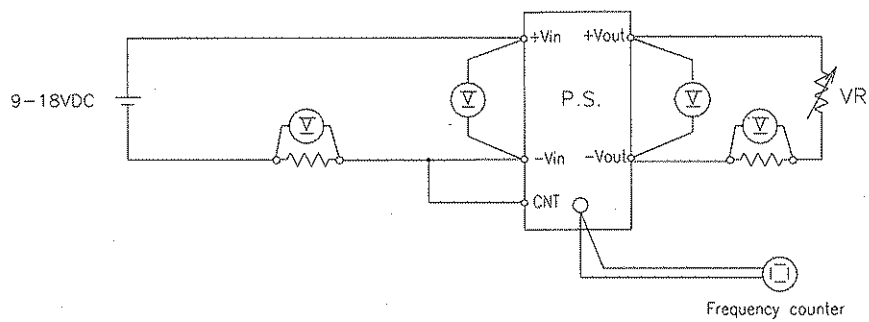 +Vin
+Vout
9-18VDC
V
P.S.
V
VR
V
V
-Vin
-Vout
CNT
Frequency counter